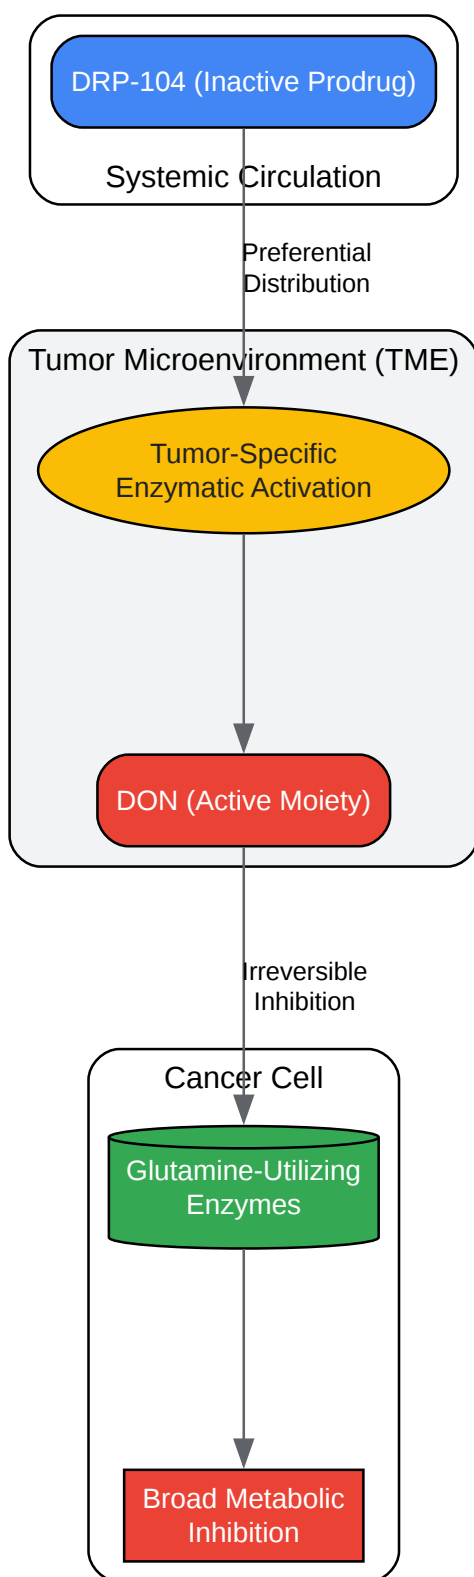 DRP-104 (Inactive Prodrug)
Systemic Circulation
Preferential
Distribution
Tumor Microenvironment (TME)
Tumor-Specific
Enzymatic Activation
DON (Active Moiety)
Irreversible
Inhibition
Cancer Cell
Glutamine-Utilizing
Enzymes
Broad Metabolic
Inhibition